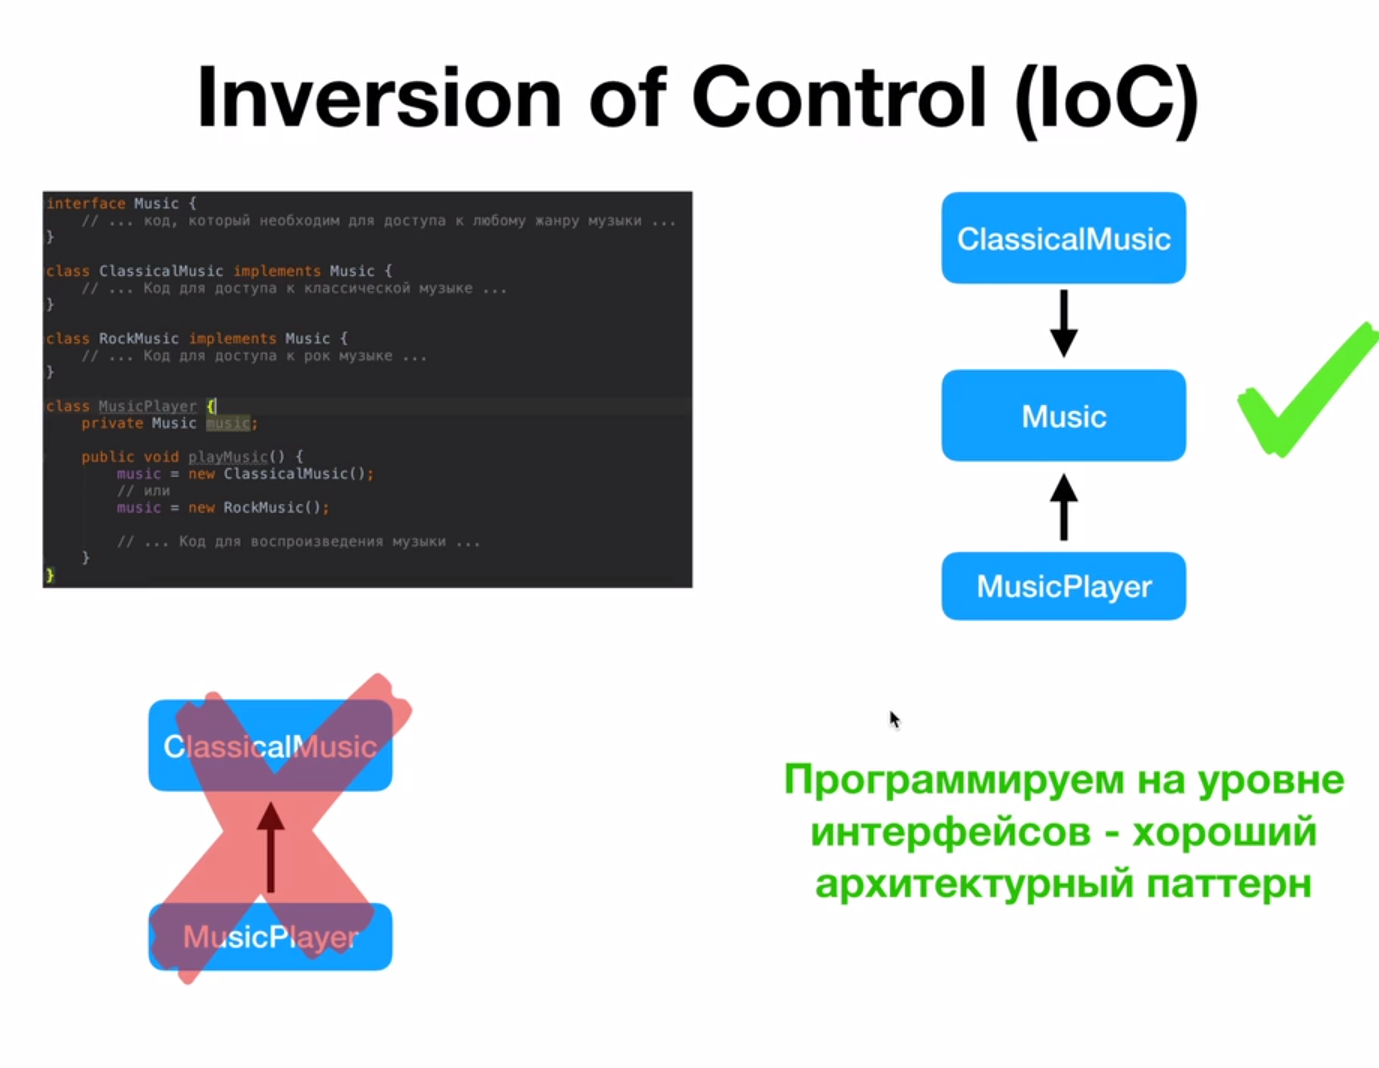 Inversion of Control (IoC)
interface Music {
// ... код, который необходим для доступа к любому жанру музыки ...
}
class ClassicalMusic implements Music {
// ... Код для доступа к классической музыке ...
}
class RockMusic implements Music {
// ... Код для доступа к рок музыке ...
}
class MusicPlayer {
private Music music;
public void playMusic() {
music = new ClassicalMusic();
// или
music = new RockMusic();
// ... Код для воспроизведения музыки ...
}
}
ClassicalMusic
Music
MusicPlayer
ClassicalMusic
MusicPlayer
Программируем на уровне
интерфейсов - хороший
архитектурный паттерн